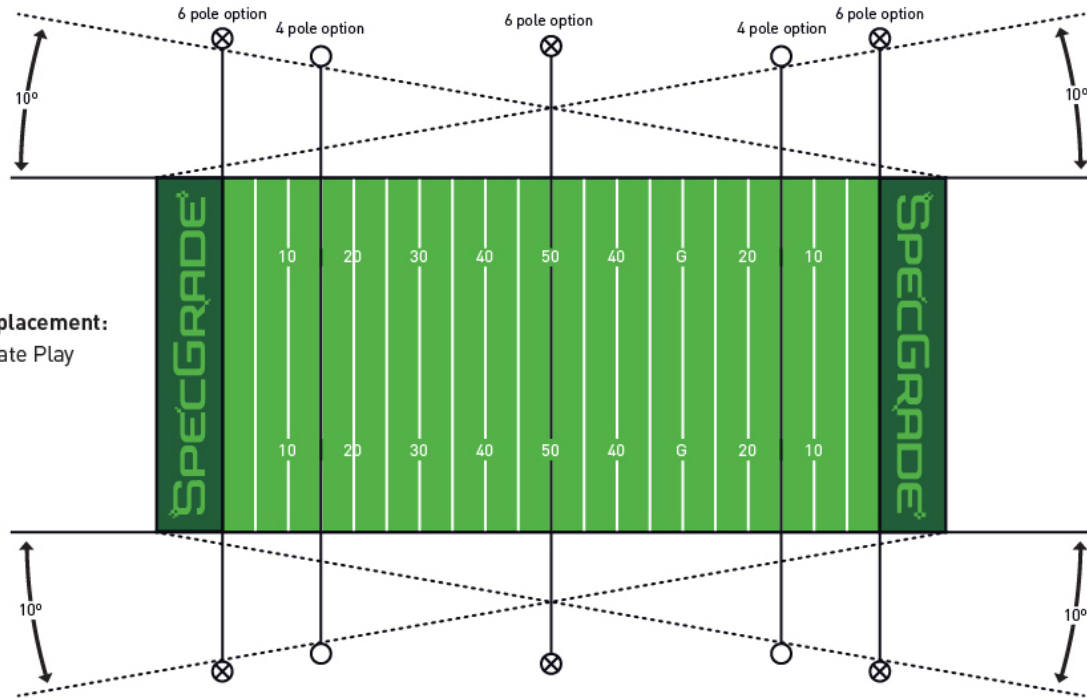 6 pole option
4 pole option
6 pole option
4 pole option
6 pole option
10º
10º
10 20 30 40 50 40 G 20 10
SPECGRADE
SPECGRADE
placement:
ate Play
10 20 30 40 50 40 G 20 10
10º
10º